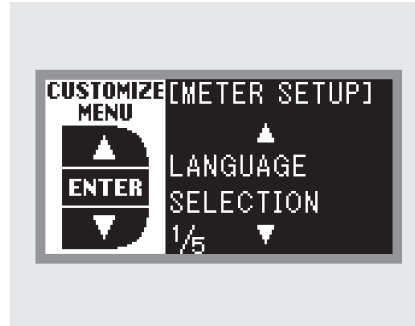 CUSTOMIZE
MENU
ENTER
[METER SETUP]
LANGUAGE
SELECTION
1/5